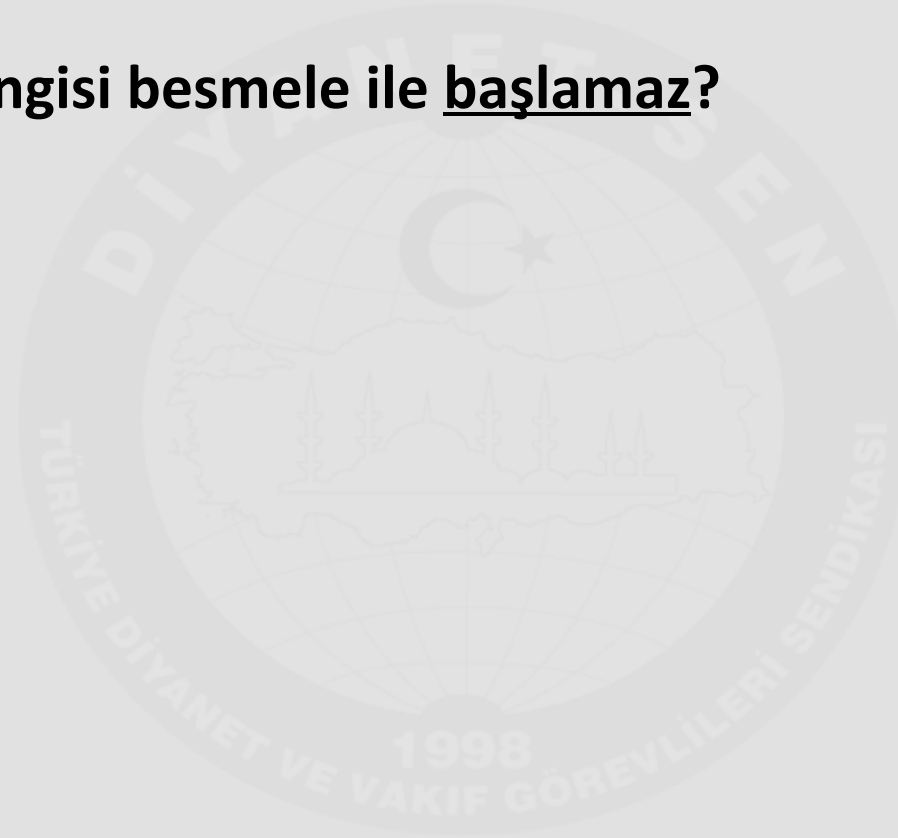 ngisi besmele ile başlamaz?
DİYANET SEN
TÜRKİYE DİYANET VE VAKIF GÖREVLİLERİ SENDİKASI
1998